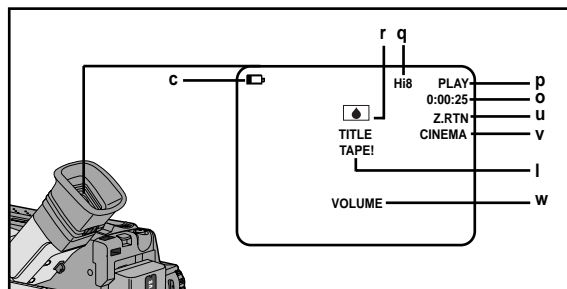 r q
c
Hi8 PLAY p
0:00:25 o
Z.RTN u
TITLE CINEMA v
TAPE!
l
VOLUME w